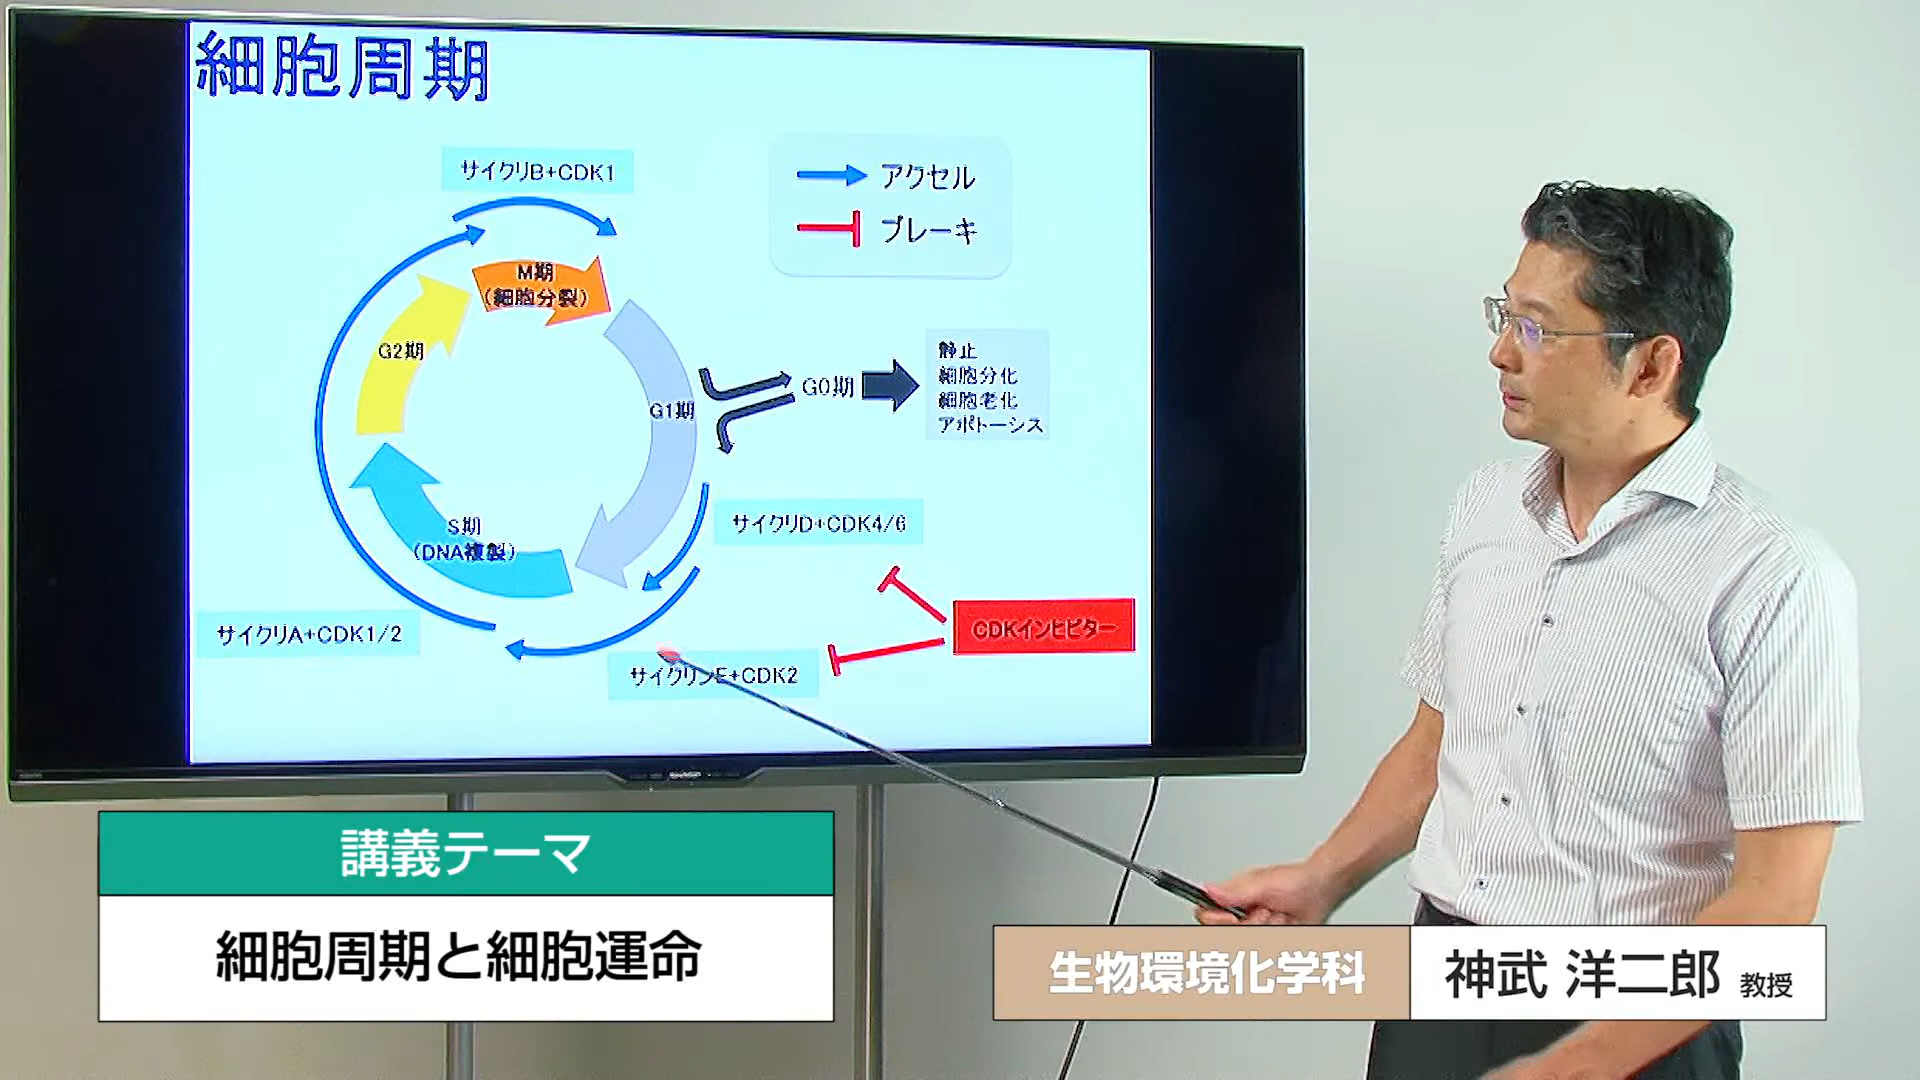 細胞周期
サイクリB+CDK1
アクセル
ブレーキ
M期
(細胞分裂)
G2期
G1期
G0期
静止
細胞分化
細胞老化
アポトーシス
S期
(DNA複製)
サイクリD+CDK4/6
サイクリA+CDK1/2
サイクリンE+CDK2
CDKインヒビター
SHARP
講義テーマ
細胞周期と細胞運命
生物環境化学科
神武 洋二郎 教授